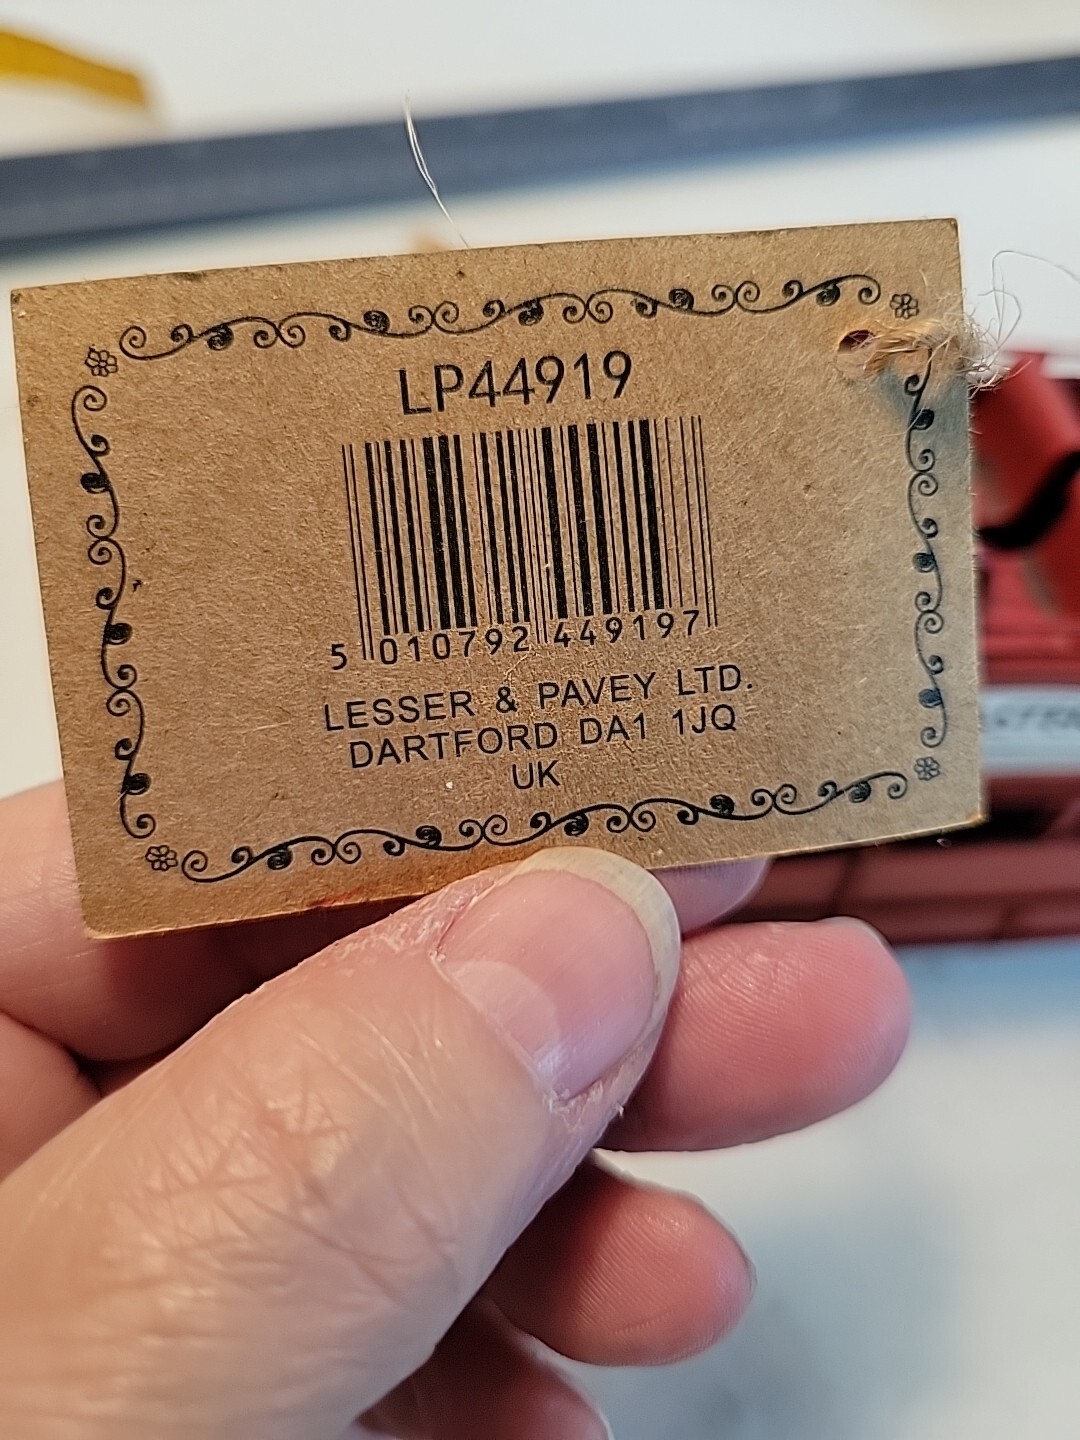 LP44919
5 010792 449197
LESSER & PAVEY LTD.
DARTFORD DA1 1JQ
UK